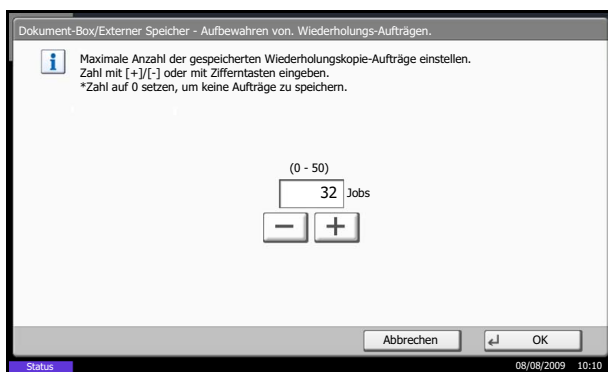 Dokument-Box/Externer Speicher - Aufbewahren von. Wiederholungs-Aufträgen.
Maximale Anzahl der gespeicherten Wiederholungskopie-Aufträge einstellen.
Zahl mit [+]/[-] oder mit Zifferntasten eingeben.
*Zahl auf 0 setzen, um keine Aufträge zu speichern.
(0 - 50)
32 Jobs
− +
Abbrechen OK
Status 08/08/2009 10:10